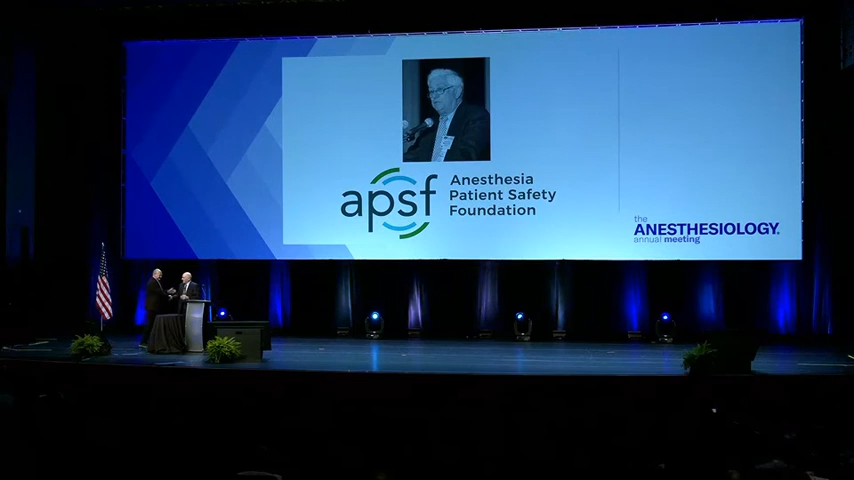 apsf
Anesthesia
Patient Safety
Foundation
the
ANESTHESIOLOGY®
annual meeting